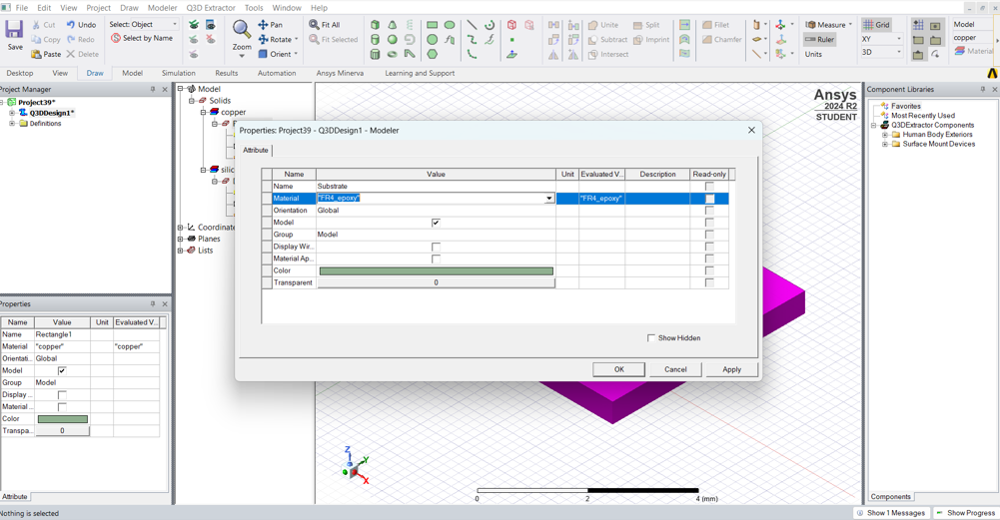 File Edit View Project Draw Modeler Q3D Extractor Tools Window Help
Save
Cut Undo
Copy Redo
Paste Delete
Select: Object
Select by Name
Zoom
Pan
Rotate
Orient
Fit All
Fit Selected
Unite Split
Subtract Imprint
Intersect
Fillet
Chamfer
Measure
Ruler
Units
Grid
XY
3D
Model
copper
Material
Desktop View Draw Model Simulation Results Automation Ansys Minerva Learning and Support
Project Manager
Project39*
Q3DDesign1*
Definitions
Model
Solids
copper
silic
Coordinate
Planes
Lists
Properties: Project39 - Q3DDesign1 - Modeler
Attribute
Name Value Unit Evaluated V... Description Read-only
Name Substrate
Material "FR4_epoxy" "FR4_epoxy"
Orientation Global
Model
Group Model
Display Wir...
Material Ap...
Color
Transparent 0
Show Hidden
OK Cancel Apply
Ansys
2024 R2
STUDENT
Component Libraries
Favorites
Most Recently Used
Q3DExtractor Components
Human Body Exteriors
Surface Mount Devices
Properties
Name Value Unit Evaluated V...
Name Rectangle1
Material "copper" "copper"
Orientati... Global
Model
Group Model
Display ...
Material ...
Color
Transpa... 0
Attribute
Z
Y
X
0 2 4 (mm)
Components
Nothing is selected
Show 1 Messages Show Progress